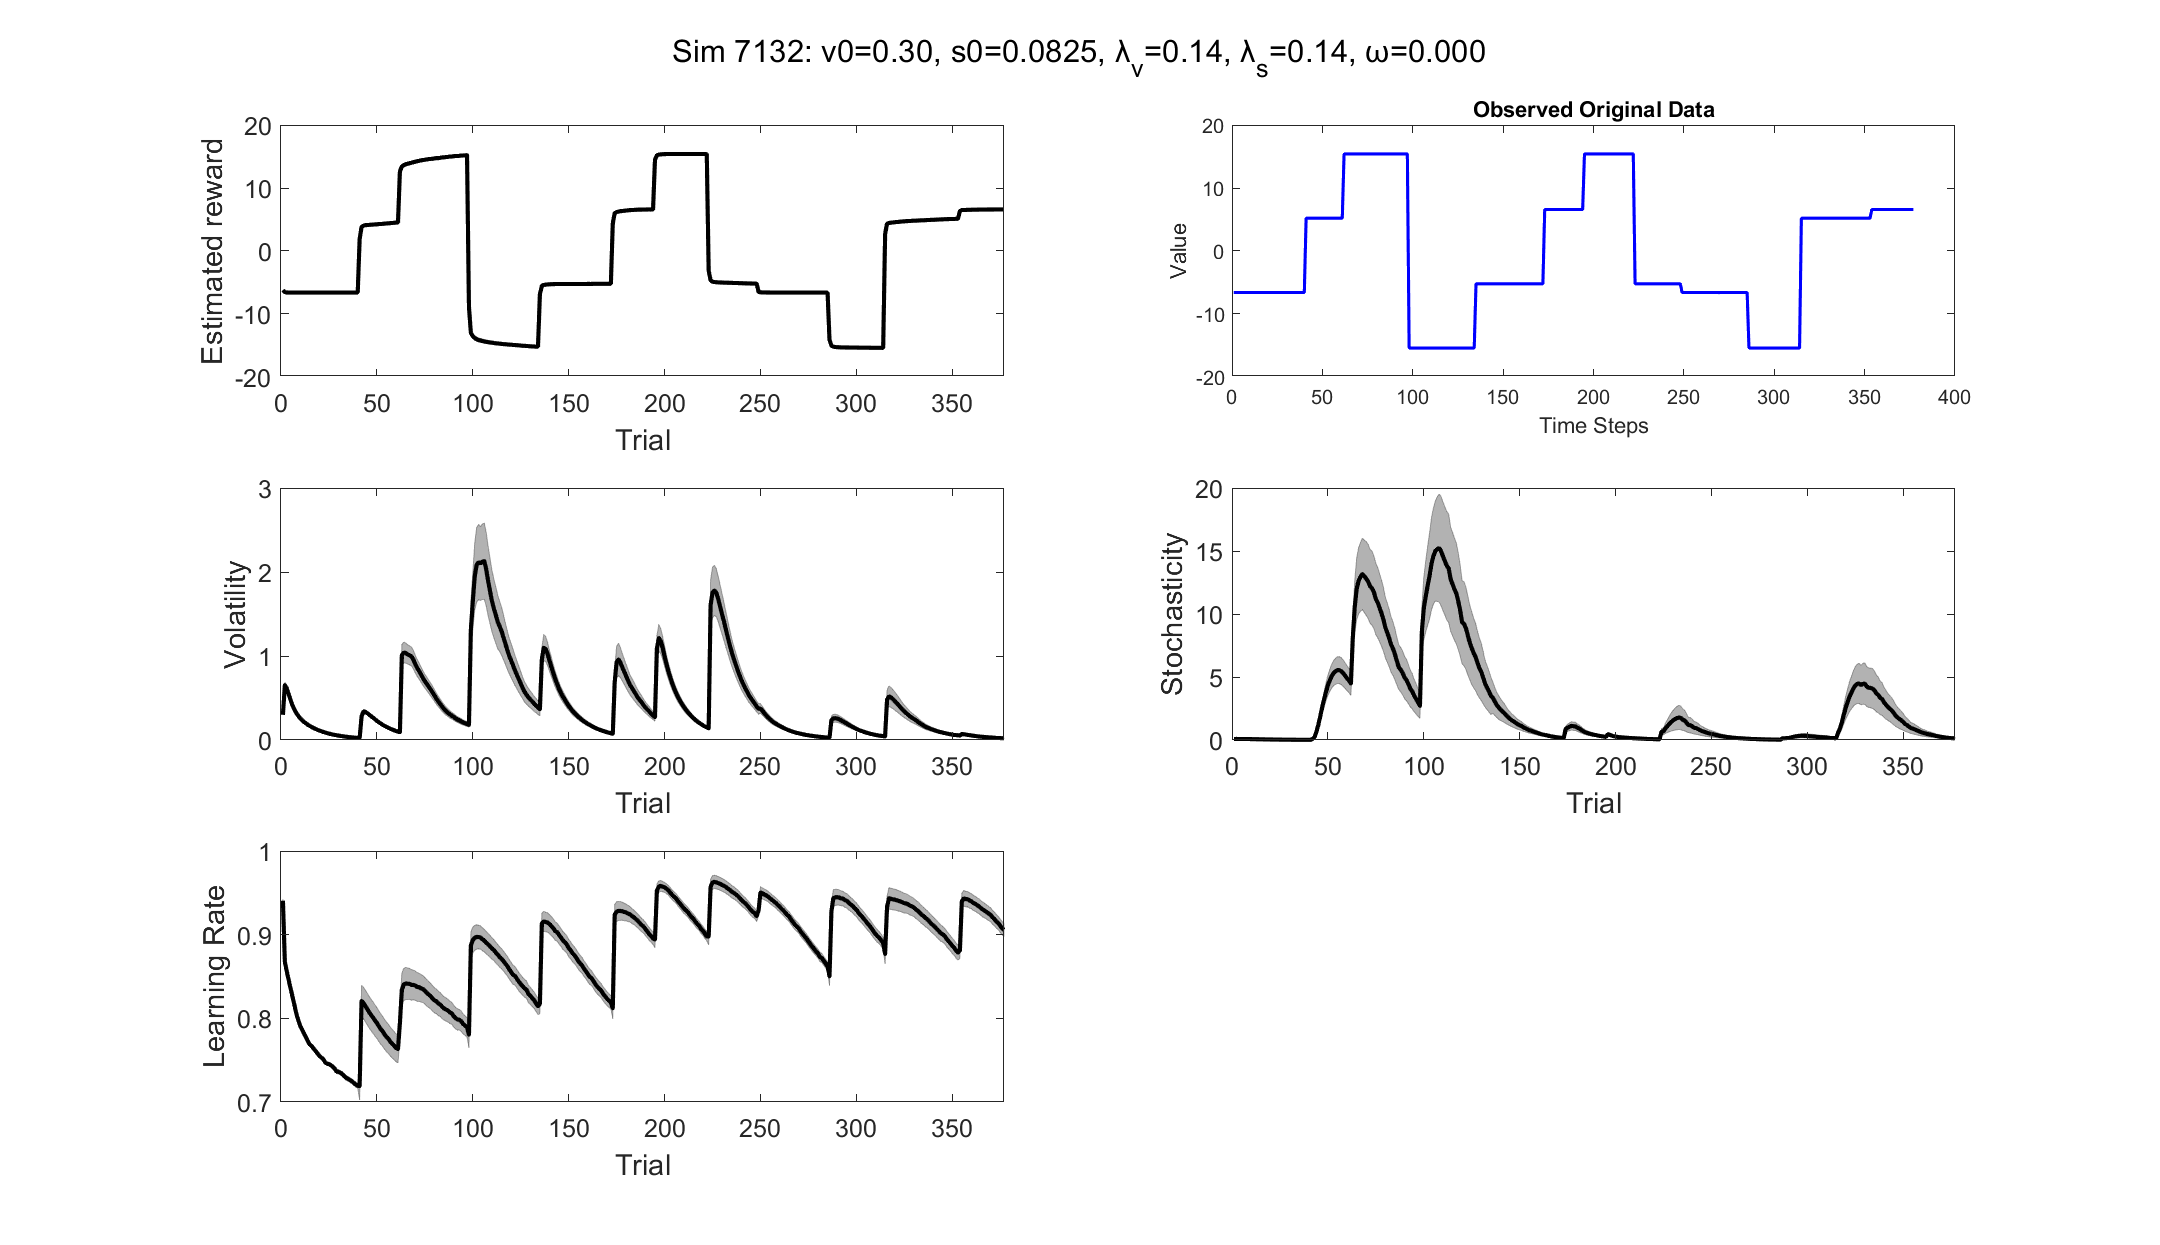 Sim 7132: v0=0.30, s0=0.0825, λ_v=0.14, λ_s=0.14, ω=0.000
Estimated reward
20
10
0
-10
-20
0 50 100 150 200 250 300 350
Trial
Observed Original Data
Value
20
10
0
-10
-20
0 50 100 150 200 250 300 350 400
Time Steps
Volatility
3
2
1
0
0 50 100 150 200 250 300 350
Trial
Stochasticity
20
15
10
5
0
0 50 100 150 200 250 300 350
Trial
Learning Rate
1
0.9
0.8
0.7
0 50 100 150 200 250 300 350
Trial